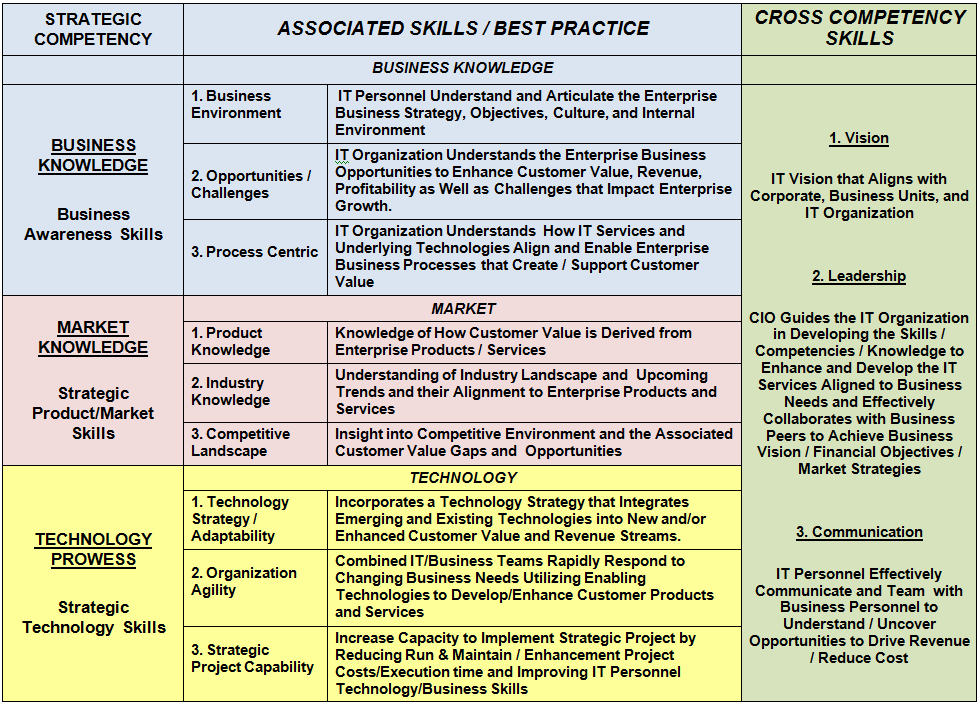 STRATEGIC
COMPETENCY
ASSOCIATED SKILLS / BEST PRACTICE
CROSS COMPETENCY
SKILLS
BUSINESS KNOWLEDGE
BUSINESS
KNOWLEDGE
Business
Awareness Skills
1. Business
Environment
IT Personnel Understand and Articulate the Enterprise
Business Strategy, Objectives, Culture, and Internal
Environment
2. Opportunities /
Challenges
IT Organization Understands the Enterprise Business
Opportunities to Enhance Customer Value, Revenue,
Profitability as Well as Challenges that Impact Enterprise
Growth.
3. Process Centric
IT Organization Understands How IT Services and
Underlying Technologies Align and Enable Enterprise
Business Processes that Create / Support Customer
Value
MARKET
MARKET
KNOWLEDGE
Strategic
Product/Market
Skills
1. Product
Knowledge
Knowledge of How Customer Value is Derived from
Enterprise Products / Services
2. Industry
Knowledge
Understanding of Industry Landscape and Upcoming
Trends and their Alignment to Enterprise Products and
Services
3. Competitive
Landscape
Insight into Competitive Environment and the Associated
Customer Value Gaps and Opportunities
TECHNOLOGY
TECHNOLOGY
PROWESS
Strategic
Technology Skills
1. Technology
Strategy /
Adaptability
Incorporates a Technology Strategy that Integrates
Emerging and Existing Technologies into New and/or
Enhanced Customer Value and Revenue Streams.
2. Organization
Agility
Combined IT/Business Teams Rapidly Respond to
Changing Business Needs Utilizing Enabling
Technologies to Develop/Enhance Customer Products
and Services
3. Strategic
Project Capability
Increase Capacity to Implement Strategic Project by
Reducing Run & Maintain / Enhancement Project
Costs/Execution time and Improving IT Personnel
Technology/Business Skills
1. Vision
IT Vision that Aligns with
Corporate, Business Units, and
IT Organization
2. Leadership
CIO Guides the IT Organization
in Developing the Skills /
Competencies / Knowledge to
Enhance and Develop the IT
Services Aligned to Business
Needs and Effectively
Collaborates with Business
Peers to Achieve Business
Vision / Financial Objectives /
Market Strategies
3. Communication
IT Personnel Effectively
Communicate and Team with
Business Personnel to
Understand / Uncover
Opportunities to Drive Revenue
/ Reduce Cost